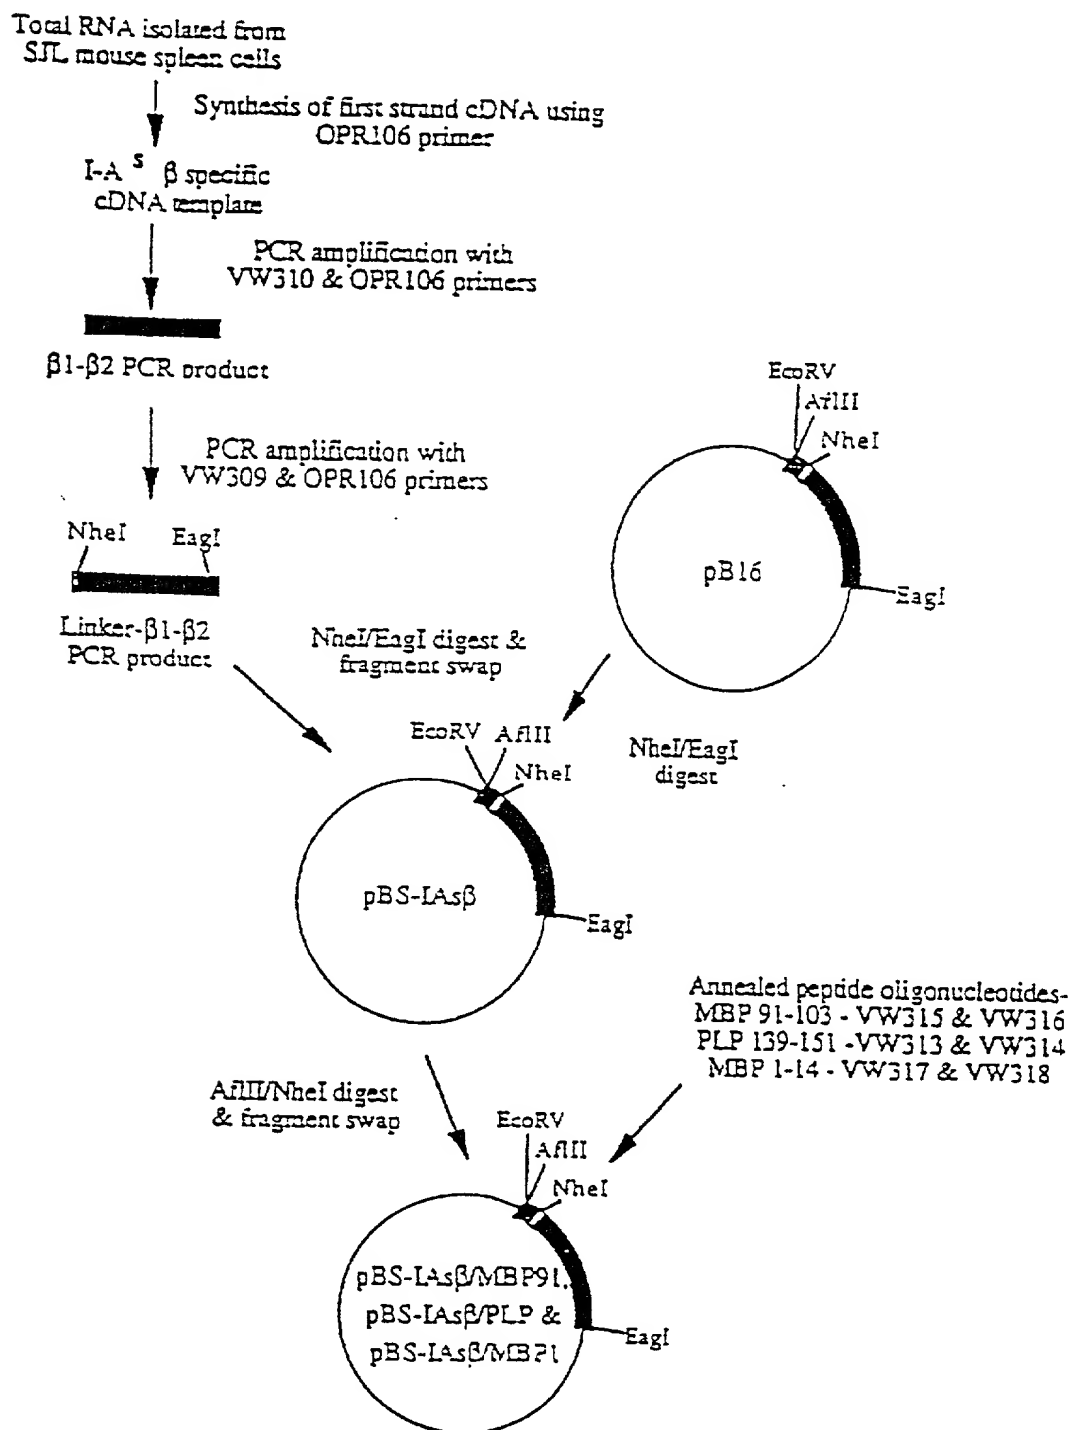 Total RNA isolated from
SJL mouse spleen cells
Synthesis of first strand cDNA using
OPR106 primer
I-A s β specific
cDNA template
PCR amplification with
VW310 & OPR106 primers
β1-β2 PCR product
PCR amplification with
VW309 & OPR106 primers
NheI EagI
Linker-β1-β2
PCR product
EcoRV
AflII
NheI
pB16
EagI
NheI/EagI digest &
fragment swap
NheI/EagI
digest
EcoRV AflII
NheI
pBS-IAsβ
EagI
Annealed peptide oligonucleotides-
MBP 91-103 - VW315 & VW316
PLP 139-151 -VW313 & VW314
MBP 1-14 - VW317 & VW318
AflII/NheI digest
& fragment swap
EcoRV
AflII
NheI
pBS-IAsβ/MBP91,
pBS-IAsβ/PLP &
pBS-IAsβ/MBP1
EagI